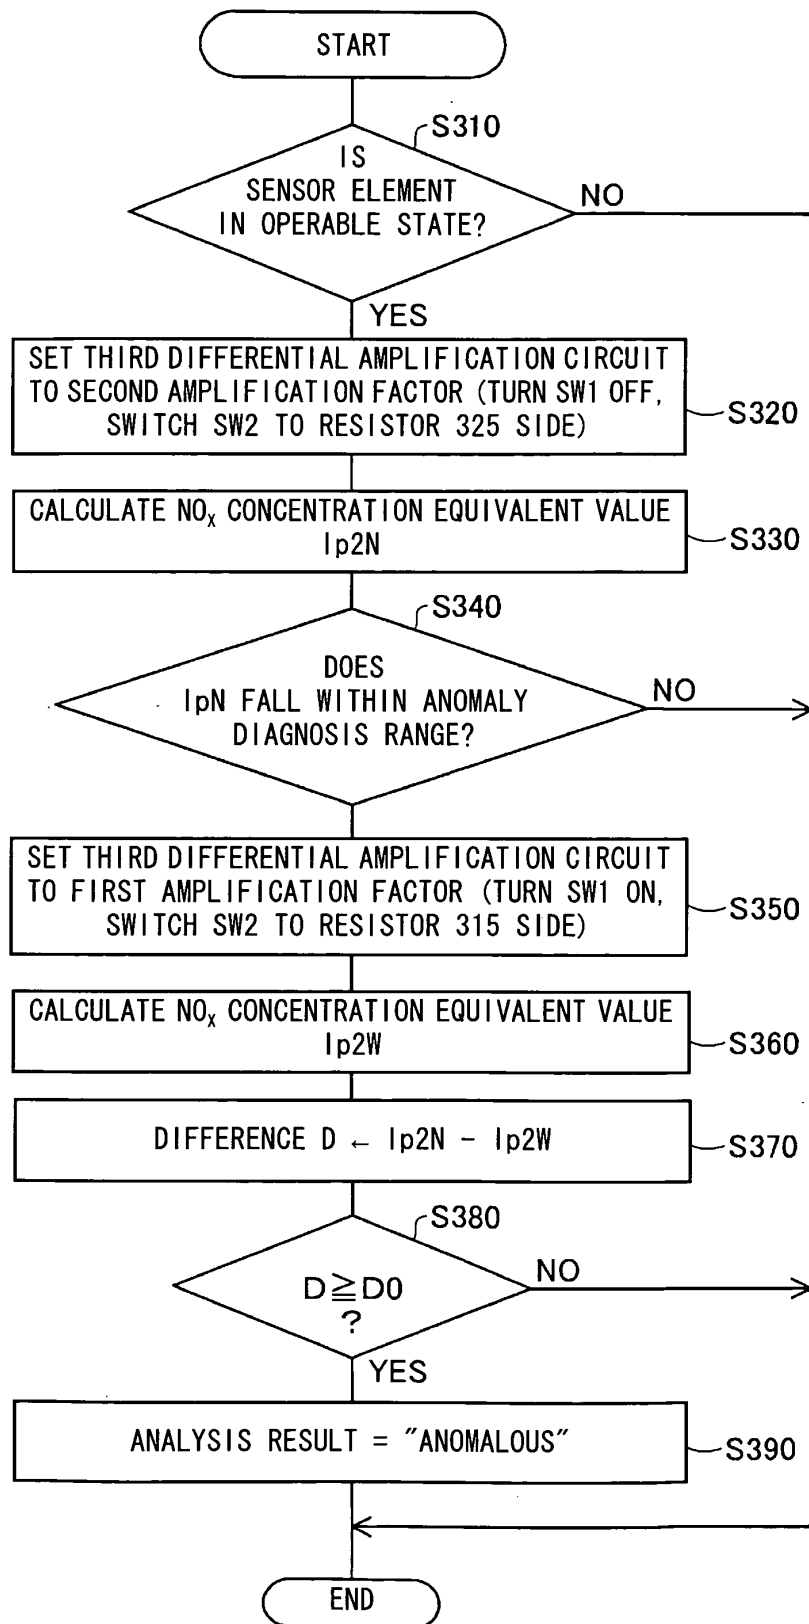 START
S310
IS
SENSOR ELEMENT
IN OPERABLE STATE?
NO
YES
SET THIRD DIFFERENTIAL AMPLIFICATION CIRCUIT
TO SECOND AMPLIFICATION FACTOR (TURN SW1 OFF,
SWITCH SW2 TO RESISTOR 325 SIDE)
S320
CALCULATE NOx CONCENTRATION EQUIVALENT VALUE
Ip2N
S330
S340
DOES
IpN FALL WITHIN ANOMALY
DIAGNOSIS RANGE?
NO
SET THIRD DIFFERENTIAL AMPLIFICATION CIRCUIT
TO FIRST AMPLIFICATION FACTOR (TURN SW1 ON,
SWITCH SW2 TO RESISTOR 315 SIDE)
S350
CALCULATE NOx CONCENTRATION EQUIVALENT VALUE
Ip2W
S360
DIFFERENCE D ← Ip2N - Ip2W
S370
S380
D≧D0
?
NO
YES
ANALYSIS RESULT = "ANOMALOUS"
S390
END